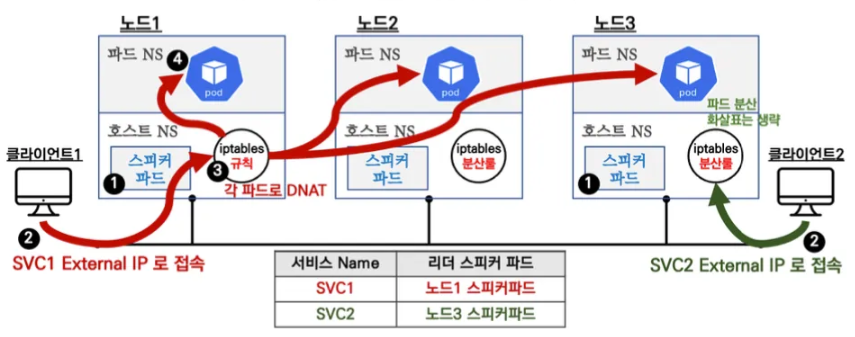 노드1
노드2
노드3
파드 NS
4
pod
파드 NS
pod
파드 NS
pod
파드 분산
화살표는 생략
호스트 NS
iptables
규칙
3
스피커
파드
1
각 파드로 DNAT
호스트 NS
스피커
파드
iptables
분산룰
호스트 NS
스피커
파드
1
iptables
분산룰
클라이언트1
2
SVC1 External IP 로 접속
클라이언트2
2
SVC2 External IP 로 접속
서비스 Name 리더 스피커 파드
SVC1 노드1 스피커파드
SVC2 노드3 스피커파드